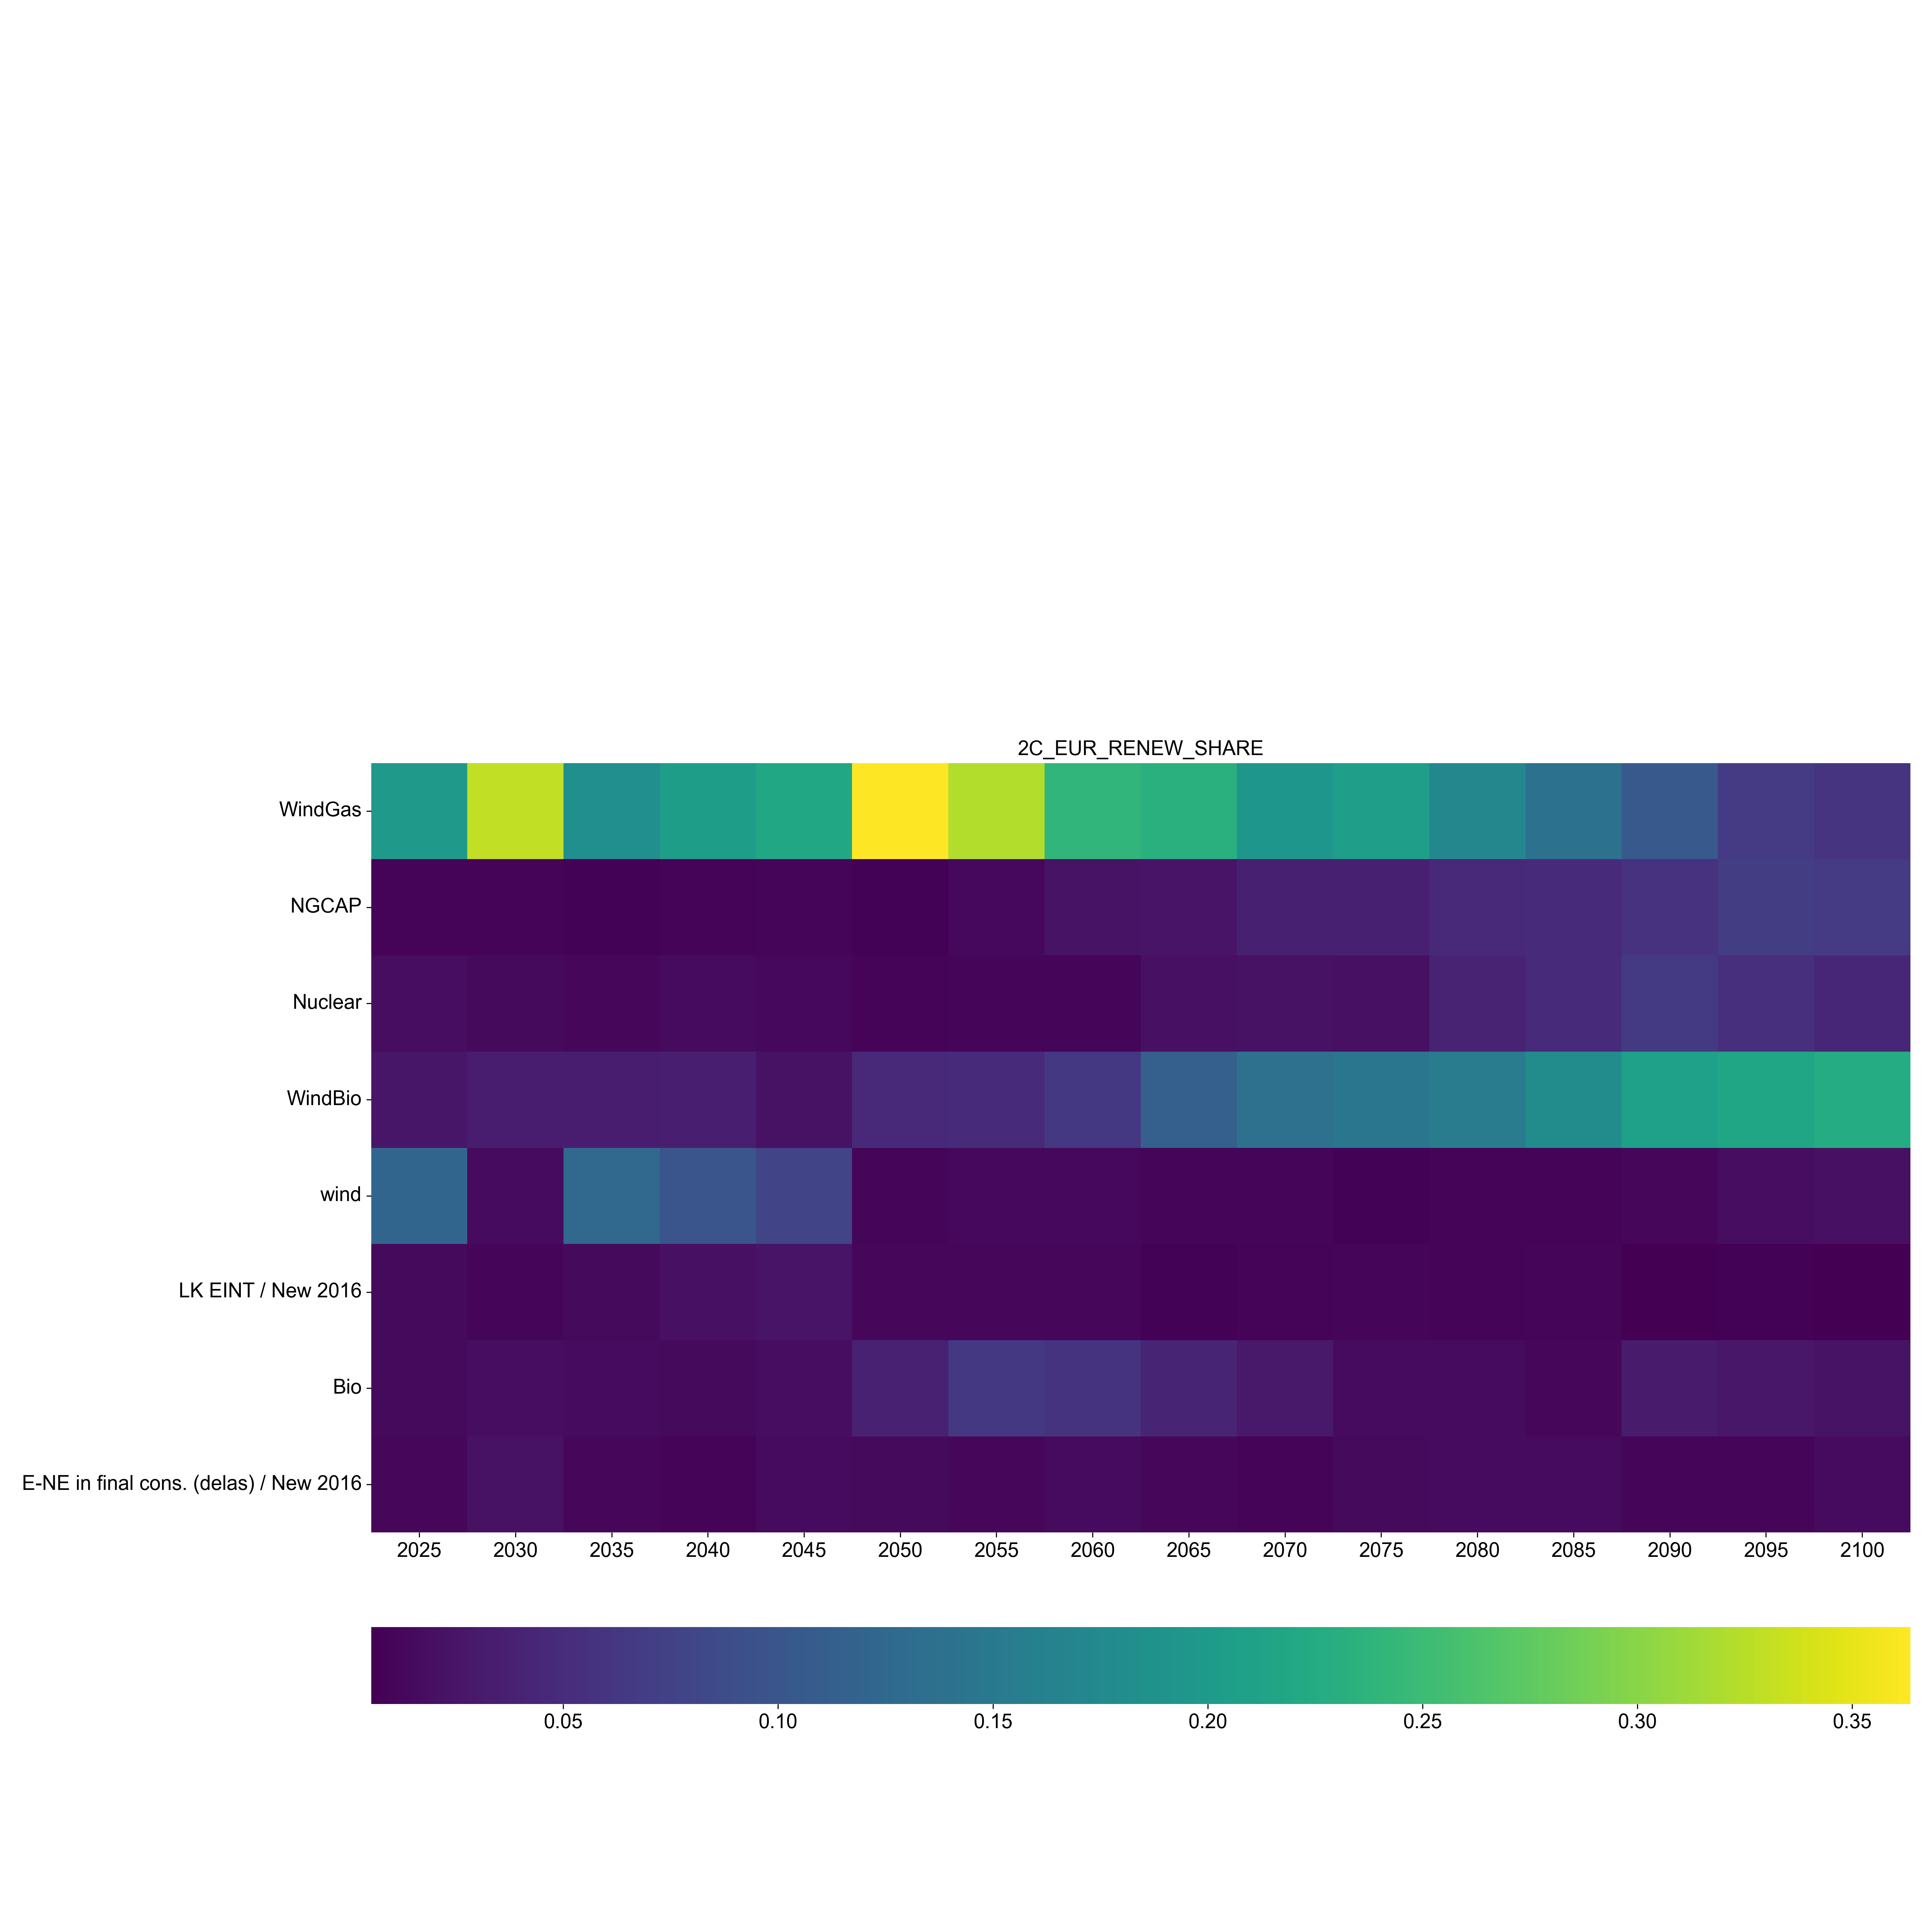 2C_EUR_RENEW_SHARE
WindGas
NGCAP
Nuclear
WindBio
wind
LK EINT / New 2016
Bio
E-NE in final cons. (delas) / New 2016
2025 2030 2035 2040 2045 2050 2055 2060 2065 2070 2075 2080 2085 2090 2095 2100
0.05 0.10 0.15 0.20 0.25 0.30 0.35